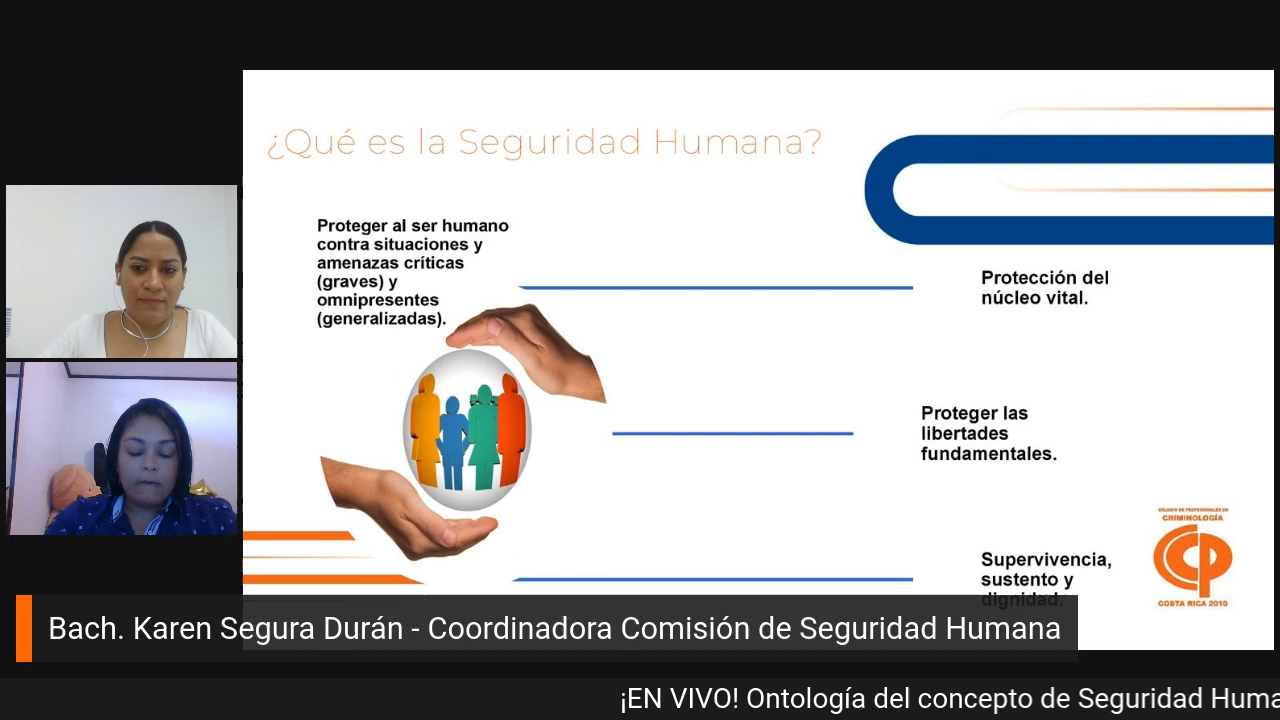 ¿Qué es la Seguridad Humana?
Proteger al ser humano
contra situaciones y
amenazas críticas
(graves) y
omnipresentes
(generalizadas).
Protección del
núcleo vital.
Proteger las
libertades
fundamentales.
Supervivencia,
sustento y
dignidad.
COLEGIO DE PROFESIONALES EN
CRIMINOLOGÍA
COSTA RICA 2010
Bach. Karen Segura Durán - Coordinadora Comisión de Seguridad Humana
¡EN VIVO! Ontología del concepto de Seguridad Huma